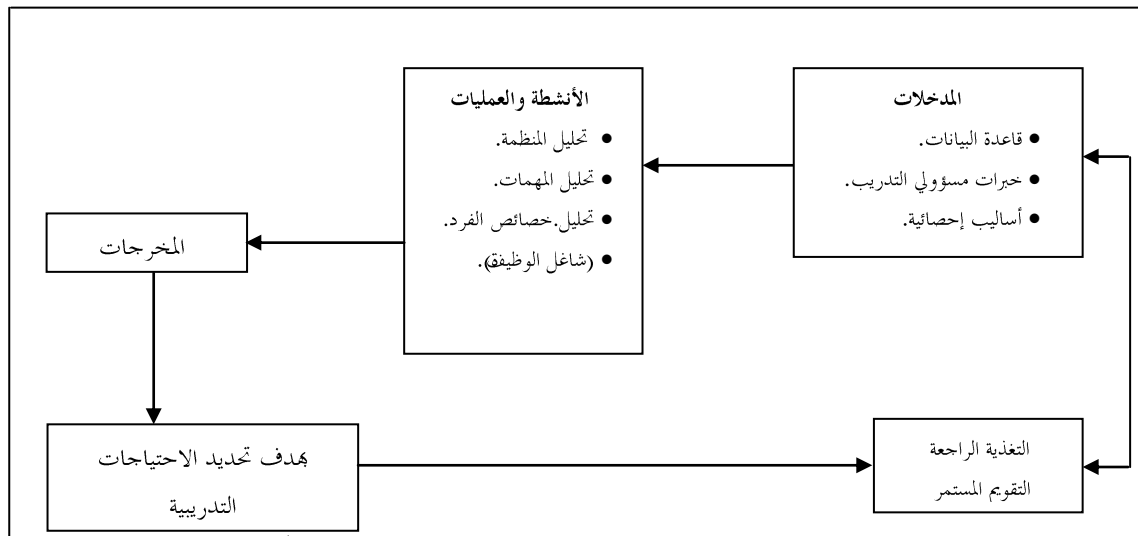 المدخلات
● قاعدة البيانات.
● خبرات مسؤولي التدريب.
● أساليب إحصائية.
الأنشطة والعمليات
● تحليل المنظمة.
● تحليل المهمات.
● تحليل.خصائص الفرد.
● (شاغل الوظيفة).
المخرجات
بهدف تحديد الاحتياجات
التدريبية
التغذية الراجعة
التقويم المستمر